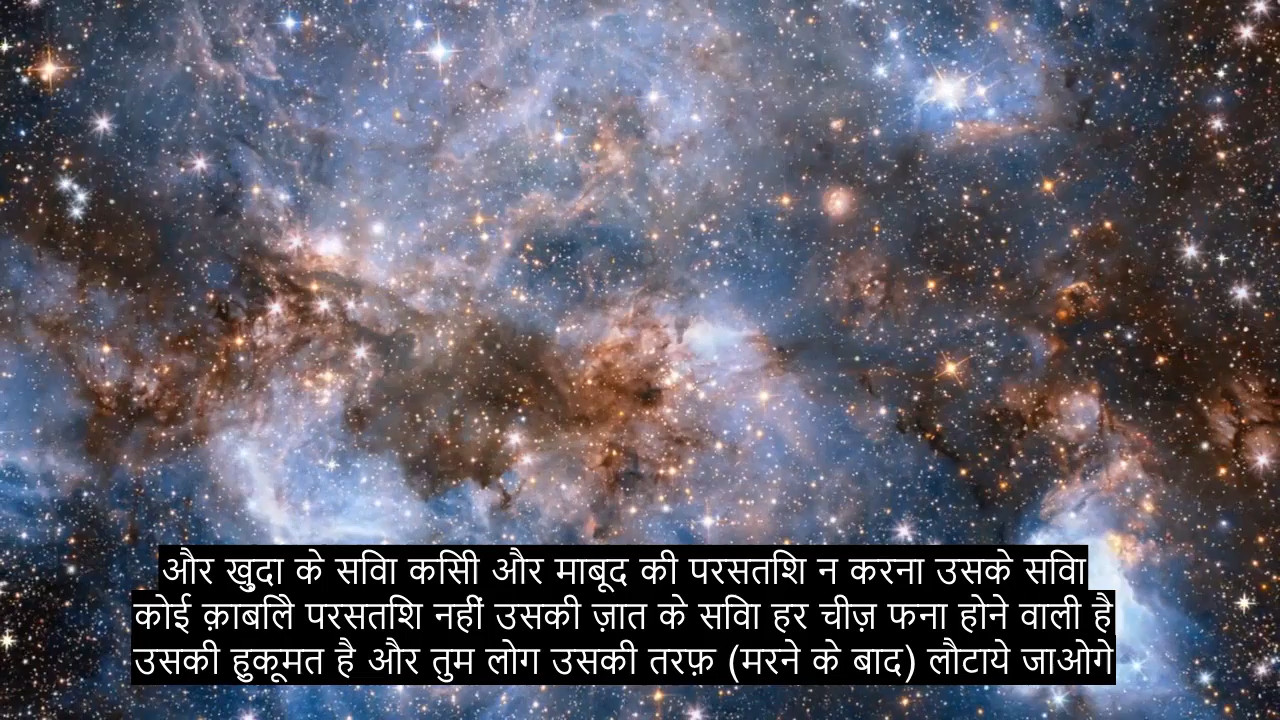 और खुदा के सिवा किसी और माबूद की परसतिश न करना उसके सिवा
कोई क़ाबिले परसतिश नहीं उसकी ज़ात के सिवा हर चीज़ फना होने वाली है
उसकी हुकूमत है और तुम लोग उसकी तरफ़ (मरने के बाद) लौटाये जाओगे